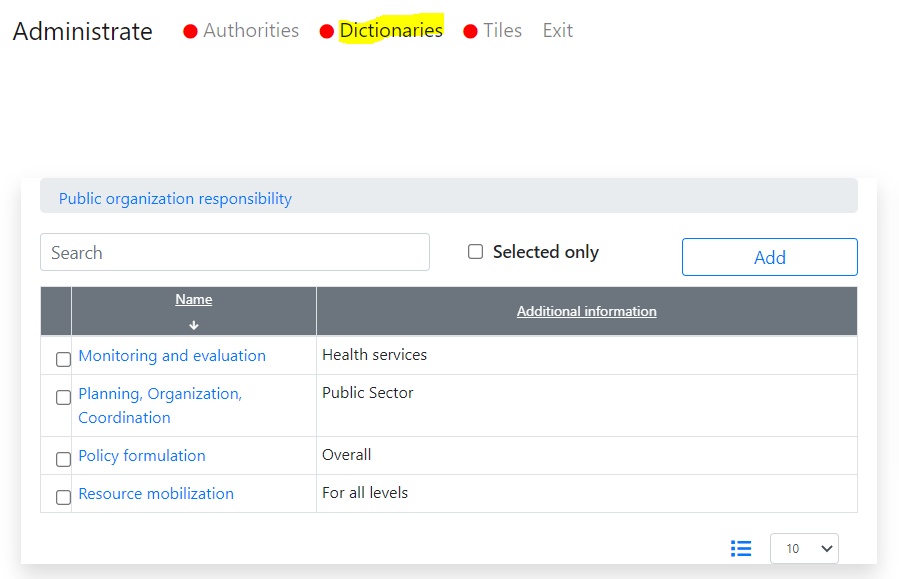 Administrate Authorities Dictionaries Tiles Exit
Public organization responsibility
Search Selected only Add
Name Additional information
Monitoring and evaluation Health services
Planning, Organization, Public Sector
Coordination
Policy formulation Overall
Resource mobilization For all levels
10